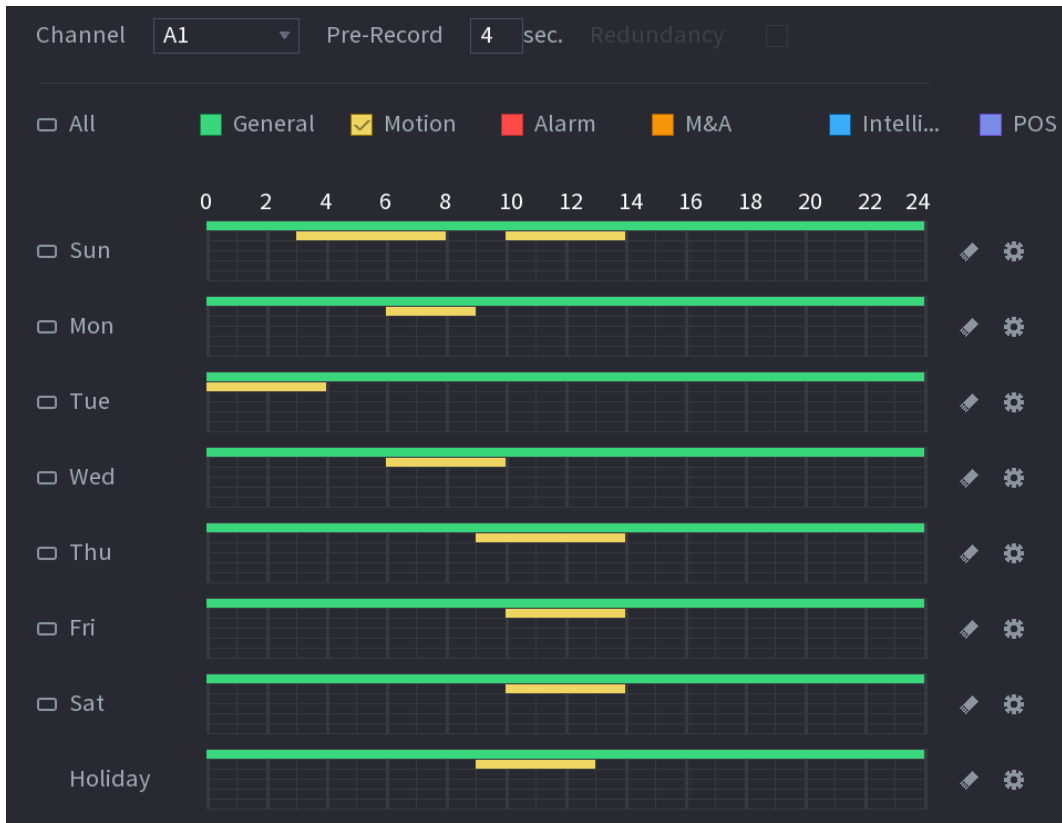 Channel A1 Pre-Record 4 sec. Redundancy
All General Motion Alarm M&A Intelli... POS
0 2 4 6 8 10 12 14 16 18 20 22 24
Sun
Mon
Tue
Wed
Thu
Fri
Sat
Holiday